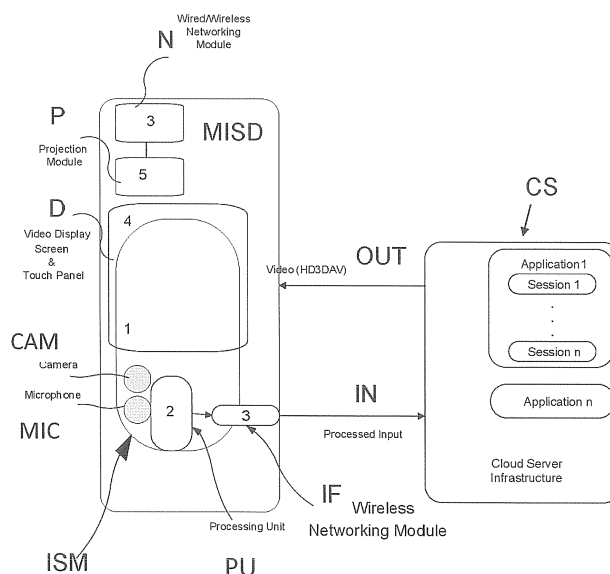 N
Wired/Wireless
Networking
Module
3
MISD
P
Projection
Module
5
D
Video Display
Screen
&
Touch Panel
4
1
CAM
Camera
Microphone
MIC
2
3
ISM
Processing Unit
PU
IF Wireless
Networking Module
OUT
Video (HD3DAV)
IN
Processed Input
CS
Application 1
Session 1
.
.
.
Session n
Application n
Cloud Server
Infrastructure